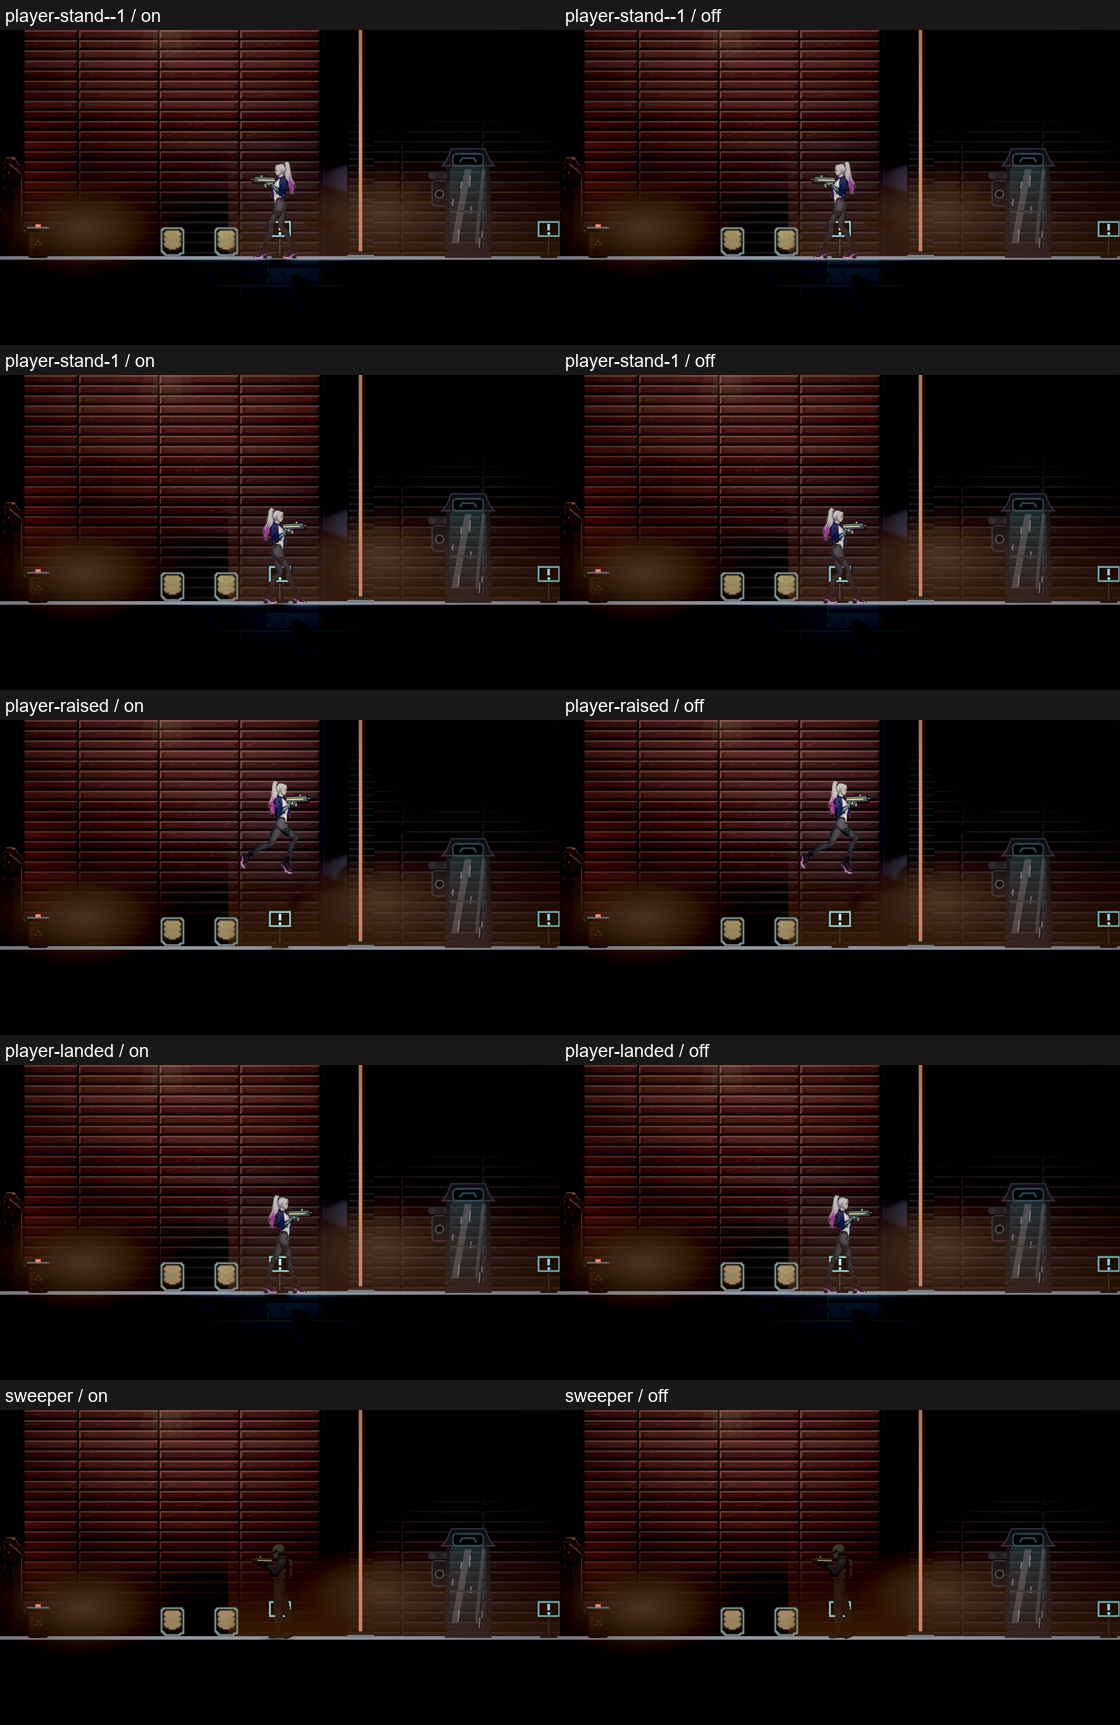 player-stand--1 / on
player-stand--1 / off
!
!
!
player-stand-1 / on
player-stand-1 / off
!
!
player-raised / on
player-raised / off
!
!
!
!
player-landed / on
player-landed / off
!
!
!
!
sweeper / on
sweeper / off
!
!